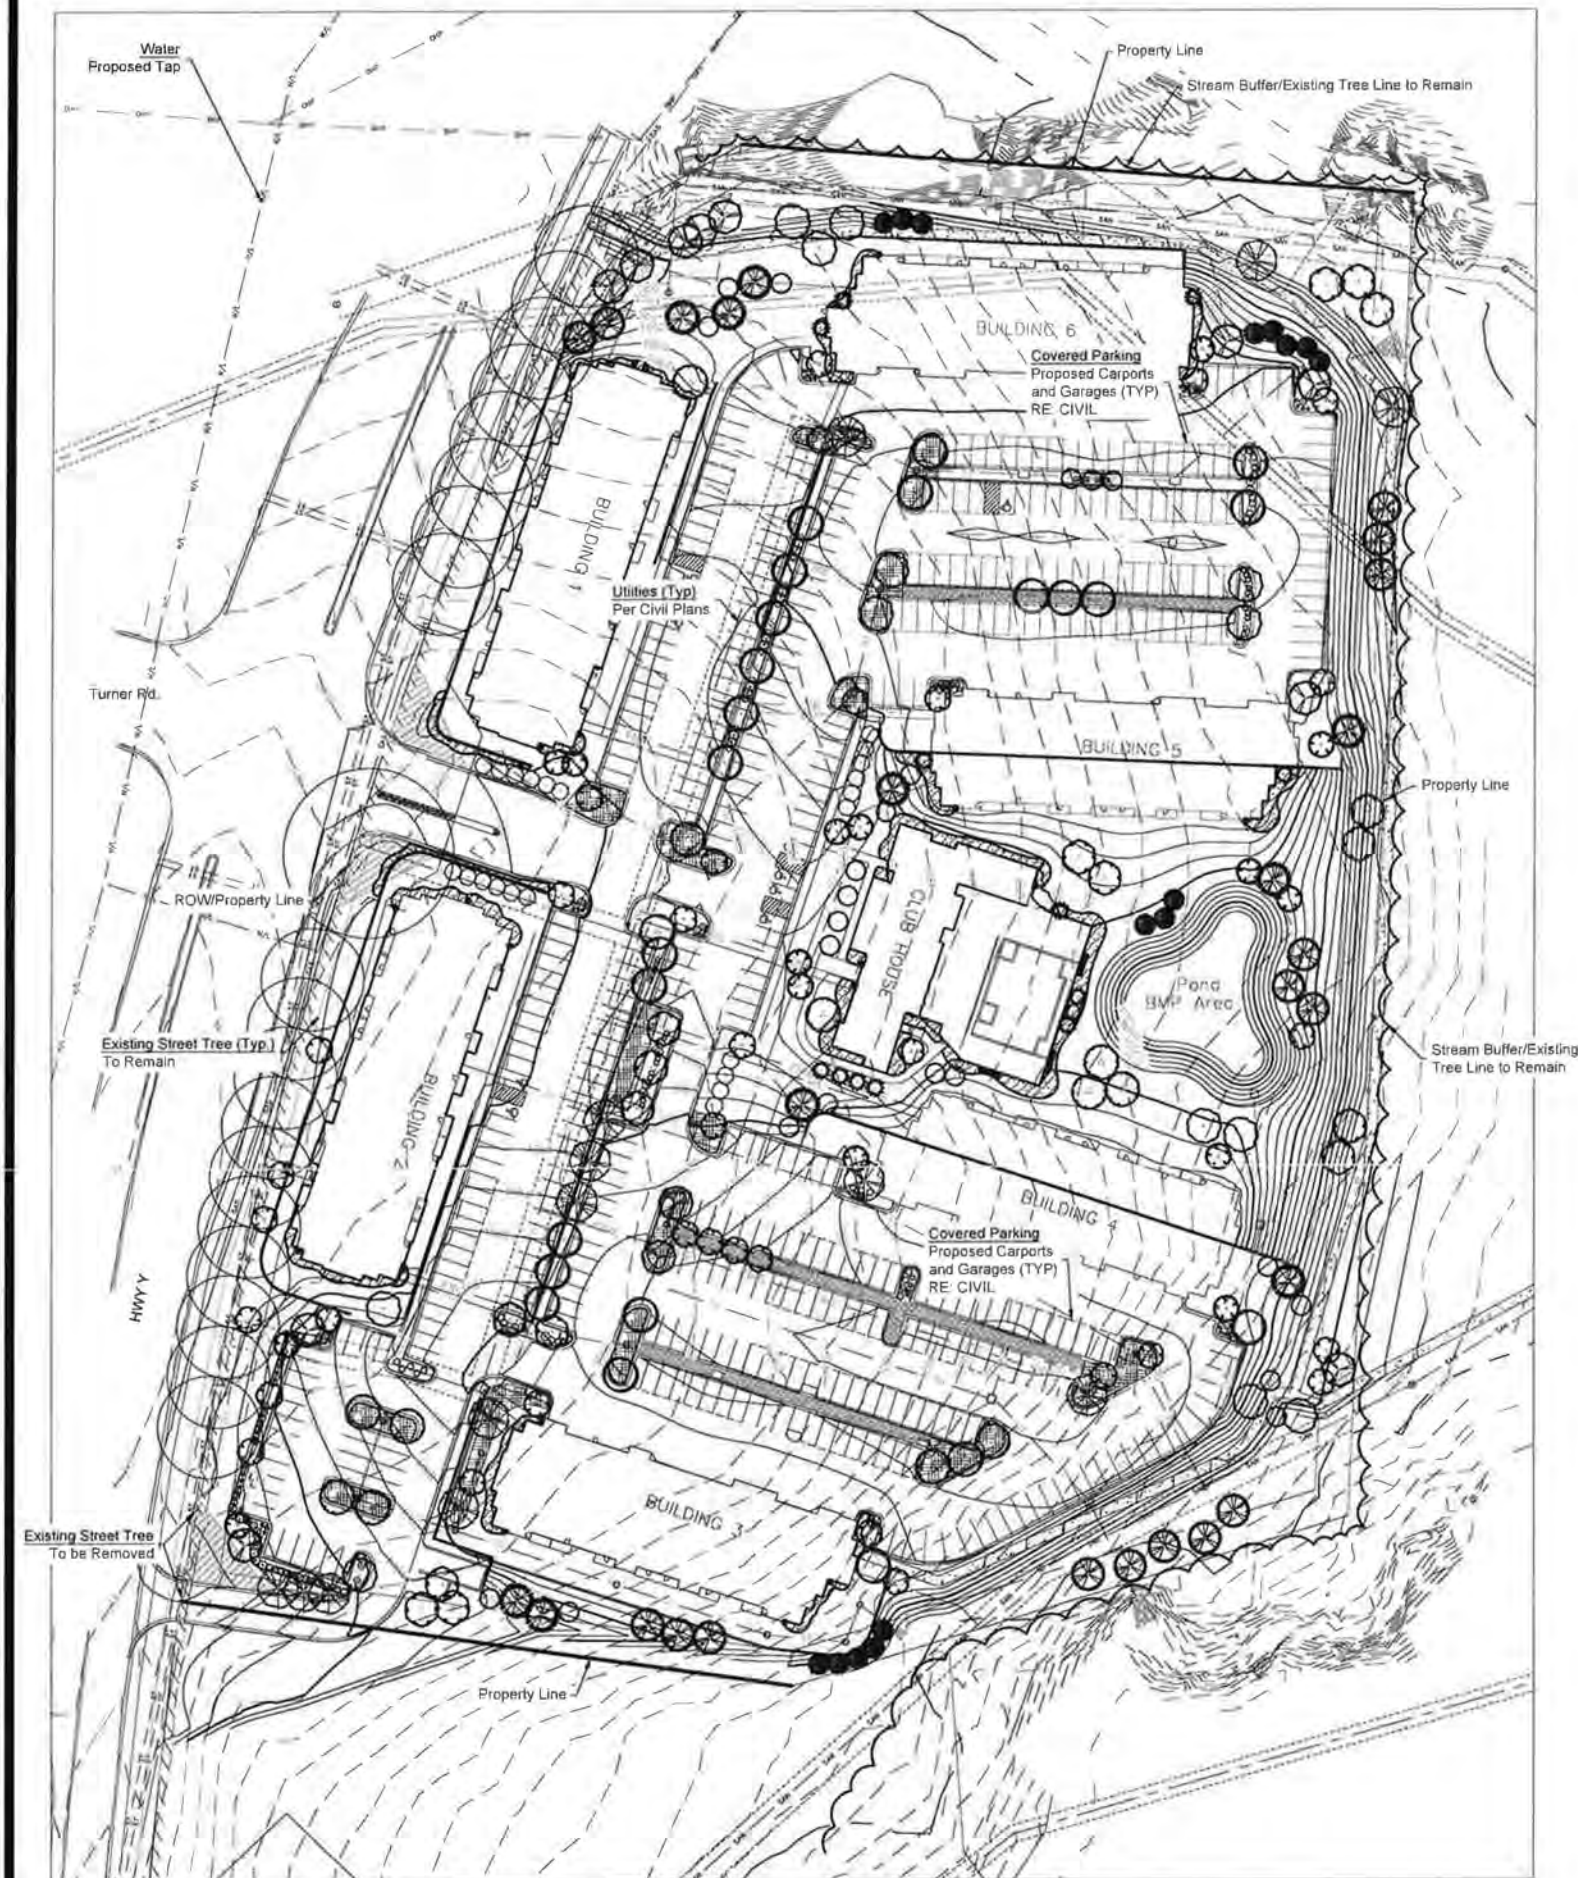 Water
Proposed Tap
Property Line
Stream Buffer/Existing Tree Line to Remain
BUILDING 6
Covered Parking
Proposed Carports
and Garages (TYP)
RE: CIVIL
BUILDING 1
Utilities (Typ)
Per Civil Plans
Turner Rd.
BUILDING 5
Property Line
ROW/Property Line
CLUB HOUSE
Pond
BMP Area
Existing Street Tree (Typ.)
To Remain
Stream Buffer/Existing
Tree Line to Remain
BUILDING 2
BUILDING 4
Covered Parking
Proposed Carports
and Garages (TYP)
RE: CIVIL
HWY Y
BUILDING 3
Existing Street Tree
To be Removed
Property Line